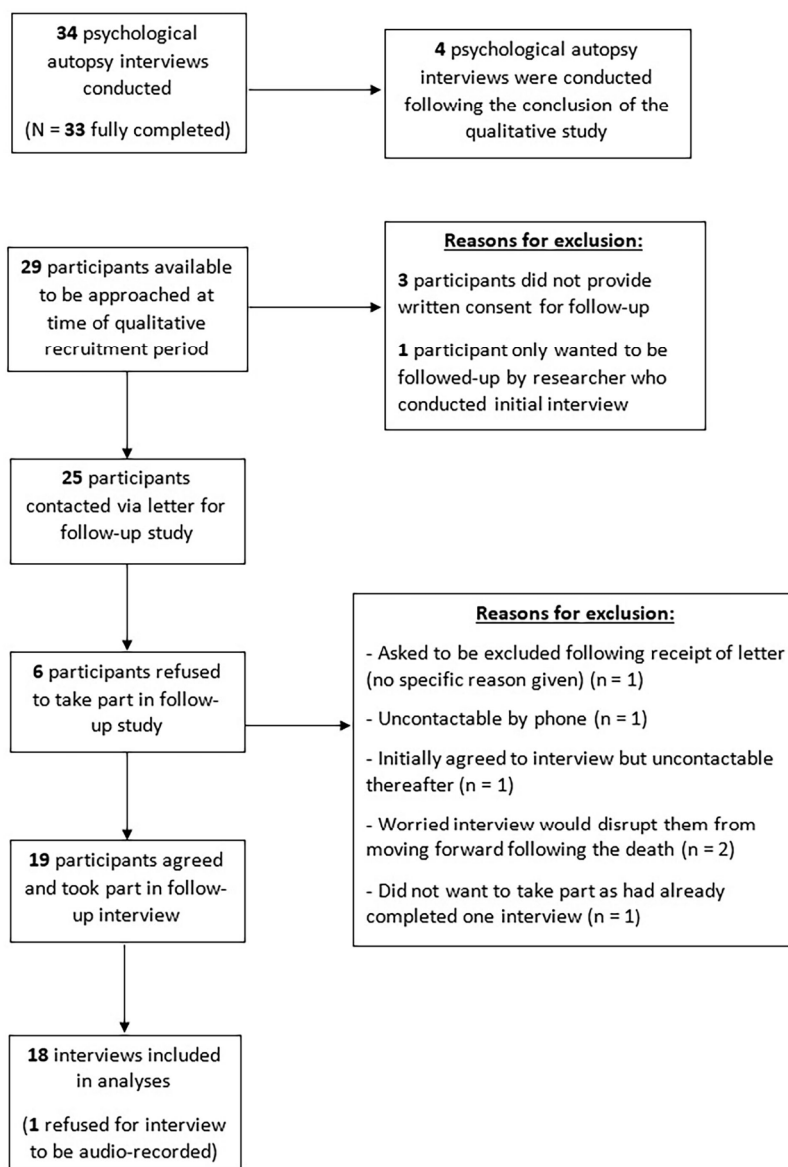 34 psychological
autopsy interviews
conducted
(N = 33 fully completed)
4 psychological autopsy
interviews were conducted
following the conclusion of the
qualitative study
29 participants available
to be approached at
time of qualitative
recruitment period
Reasons for exclusion:
3 participants did not provide
written consent for follow-up
1 participant only wanted to be
followed-up by researcher who
conducted initial interview
25 participants
contacted via letter for
follow-up study
6 participants refused
to take part in follow-
up study
Reasons for exclusion:
- Asked to be excluded following receipt of letter
(no specific reason given) (n = 1)
- Uncontactable by phone (n = 1)
- Initially agreed to interview but uncontactable
thereafter (n = 1)
- Worried interview would disrupt them from
moving forward following the death (n = 2)
- Did not want to take part as had already
completed one interview (n = 1)
19 participants agreed
and took part in follow-
up interview
18 interviews included
in analyses
(1 refused for interview
to be audio-recorded)